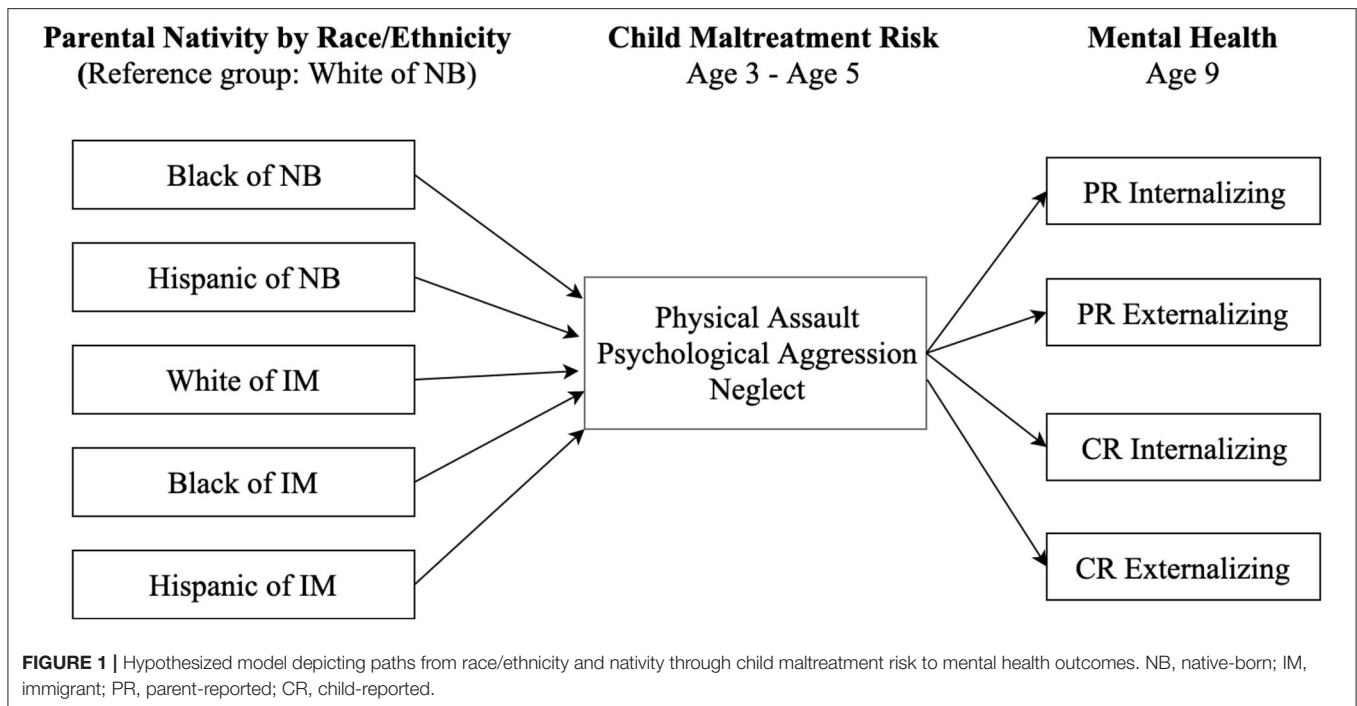 Parental Nativity by Race/Ethnicity
(Reference group: White of NB)
Child Maltreatment Risk
Age 3 - Age 5
Mental Health
Age 9
Black of NB
Hispanic of NB
White of IM
Black of IM
Hispanic of IM
Physical Assault
Psychological Aggression
Neglect
PR Internalizing
PR Externalizing
CR Internalizing
CR Externalizing
FIGURE 1 | Hypothesized model depicting paths from race/ethnicity and nativity through child maltreatment risk to mental health outcomes. NB, native-born; IM,
immigrant; PR, parent-reported; CR, child-reported.